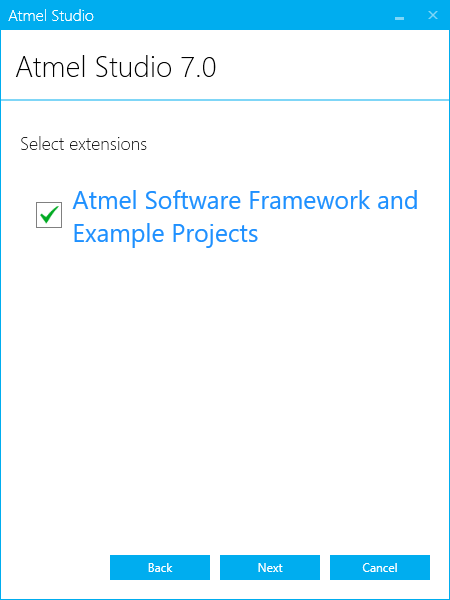 Atmel Studio
Atmel Studio 7.0
Select extensions
Atmel Software Framework and
Example Projects
Back Next Cancel